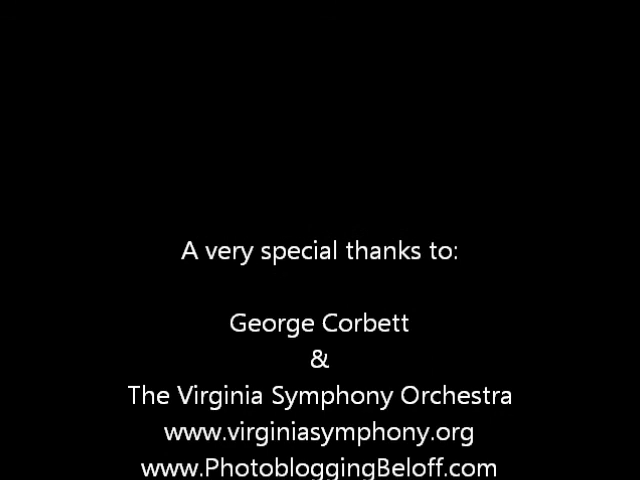 A very special thanks to:
George Corbett
&
The Virginia Symphony Orchestra
www.virginiasymphony.org
www.PhotobloggingBeloff.com